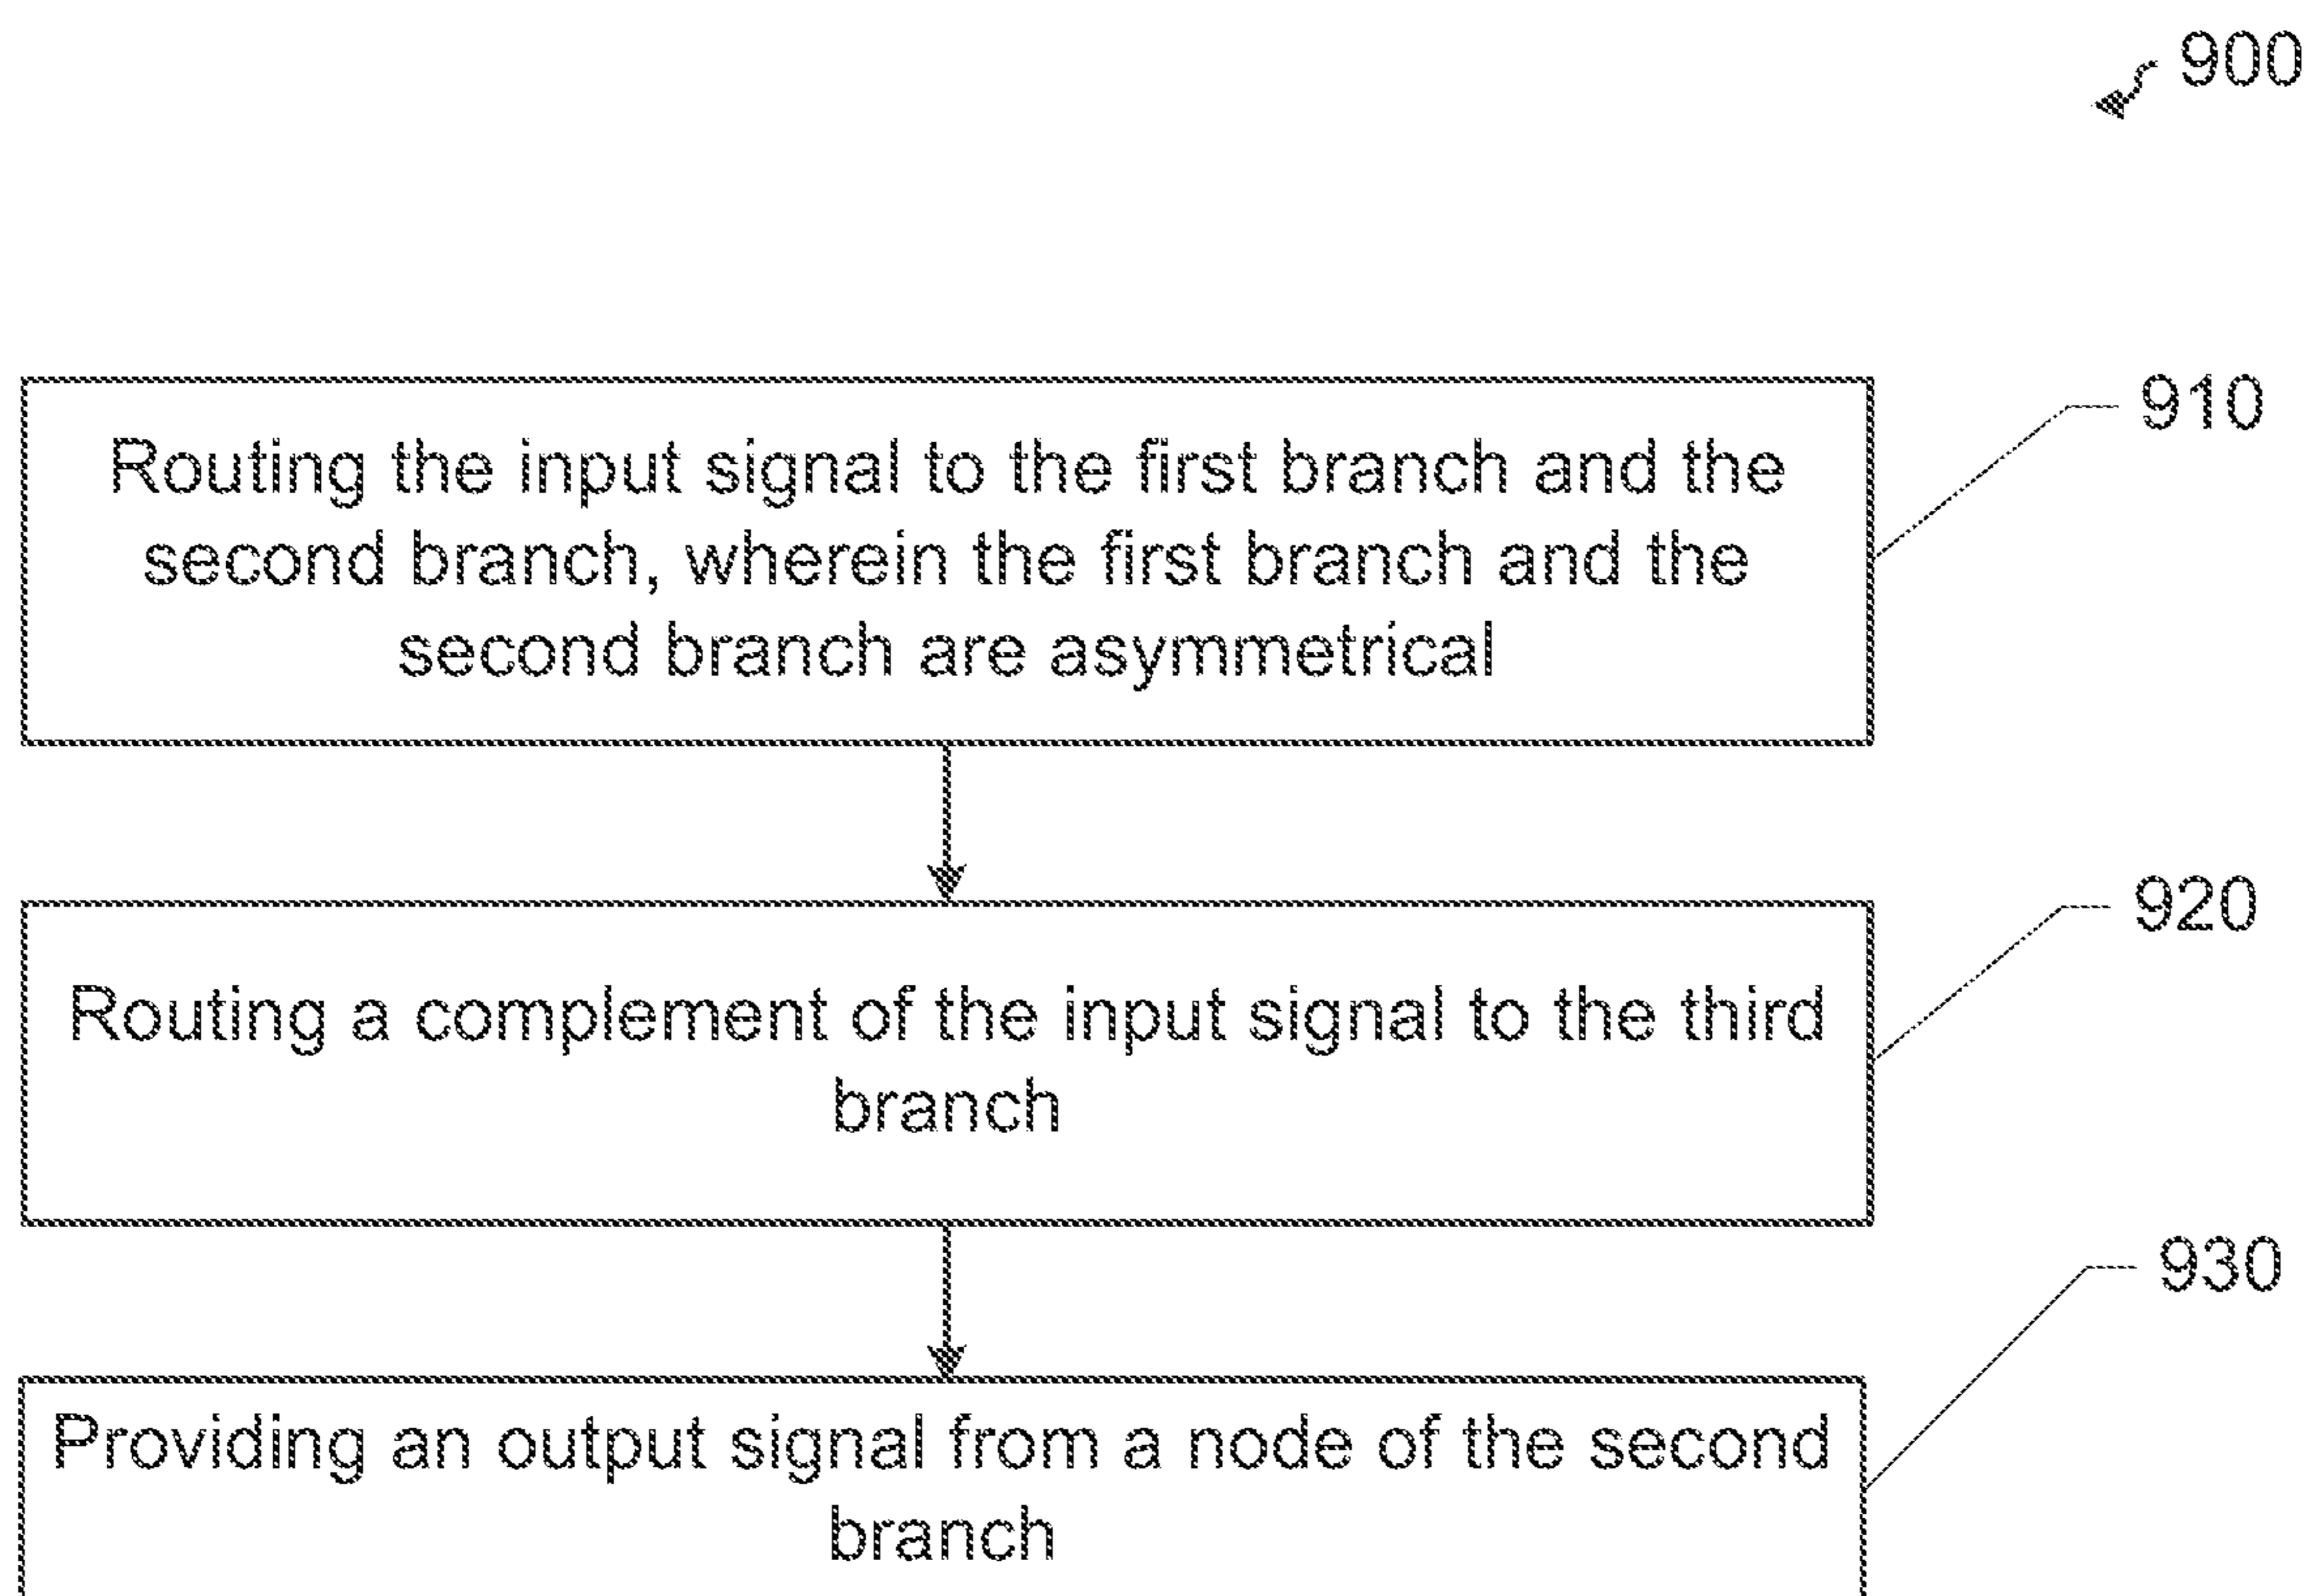 900
910
Routing the input signal to the first branch and the
second branch, wherein the first branch and the
second branch are asymmetrical
920
Routing a complement of the input signal to the third
branch
930
Providing an output signal from a node of the second
branch